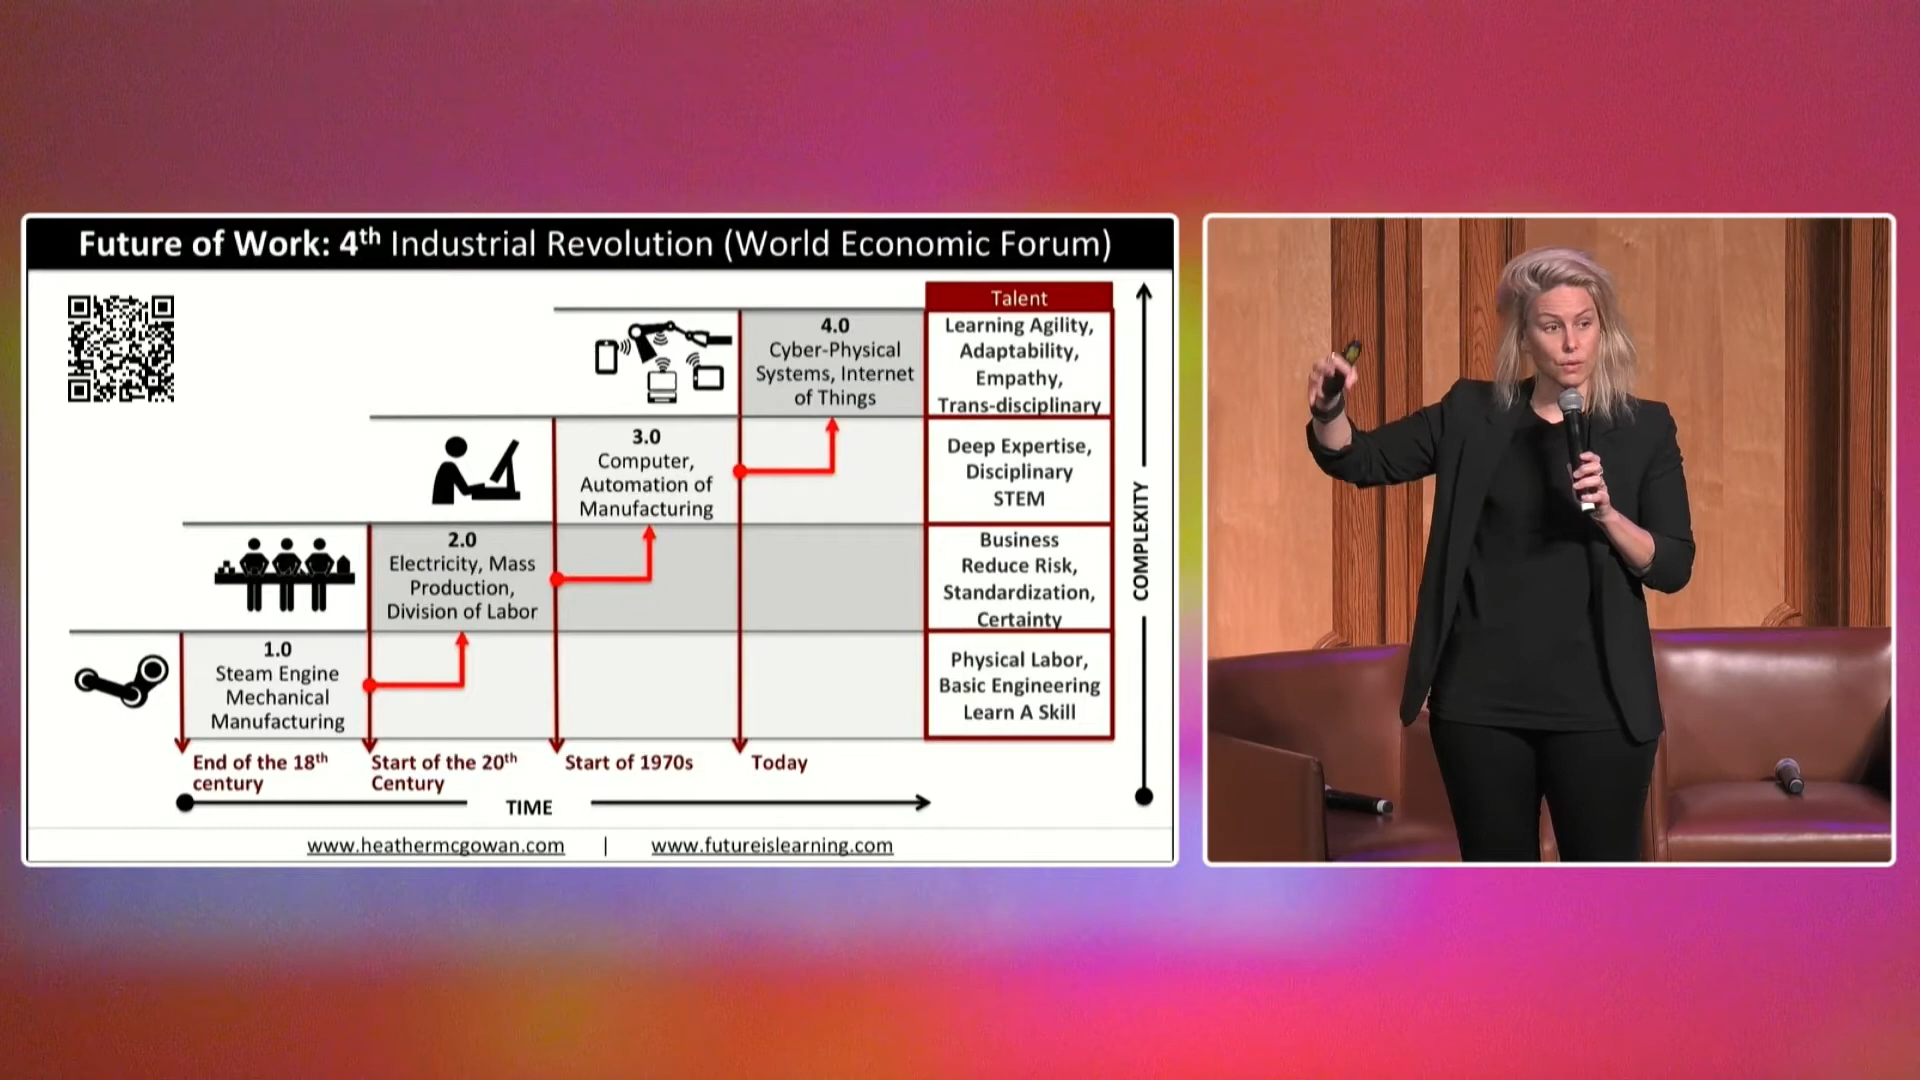 Future of Work: 4th Industrial Revolution (World Economic Forum)
Talent
4.0
Cyber-Physical
Systems, Internet
of Things
Learning Agility,
Adaptability,
Empathy,
Trans-disciplinary
3.0
Computer,
Automation of
Manufacturing
Deep Expertise,
Disciplinary
STEM
2.0
Electricity, Mass
Production,
Division of Labor
Business
Reduce Risk,
Standardization,
Certainty
1.0
Steam Engine
Mechanical
Manufacturing
Physical Labor,
Basic Engineering
Learn A Skill
COMPLEXITY
End of the 18th
century
Start of the 20th
Century
Start of 1970s
Today
TIME
www.heathermcgowan.com | www.futureislearning.com